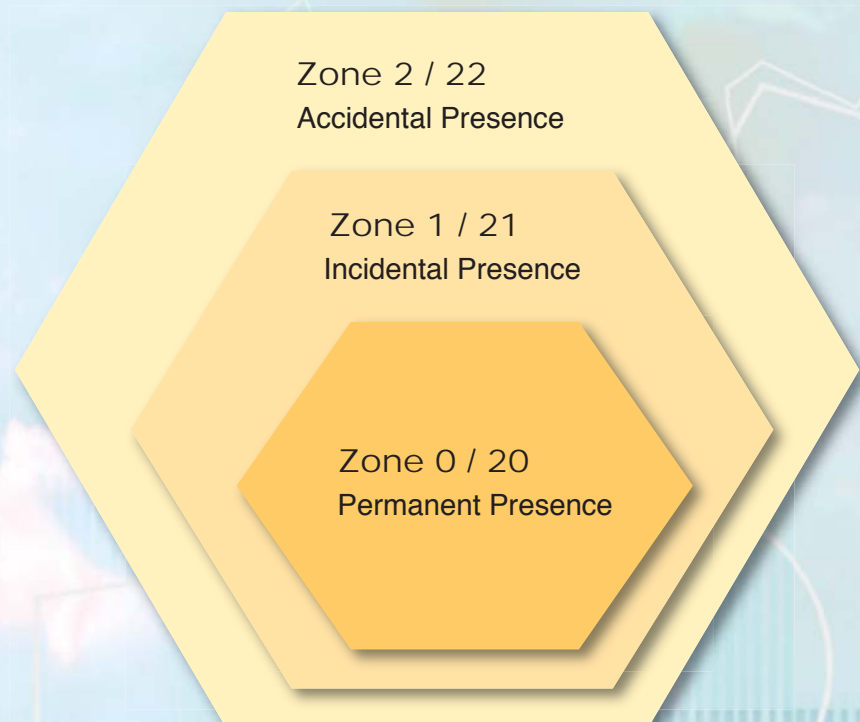 Zone 2 / 22
Accidental Presence
Zone 1 / 21
Incidental Presence
Zone 0 / 20
Permanent Presence